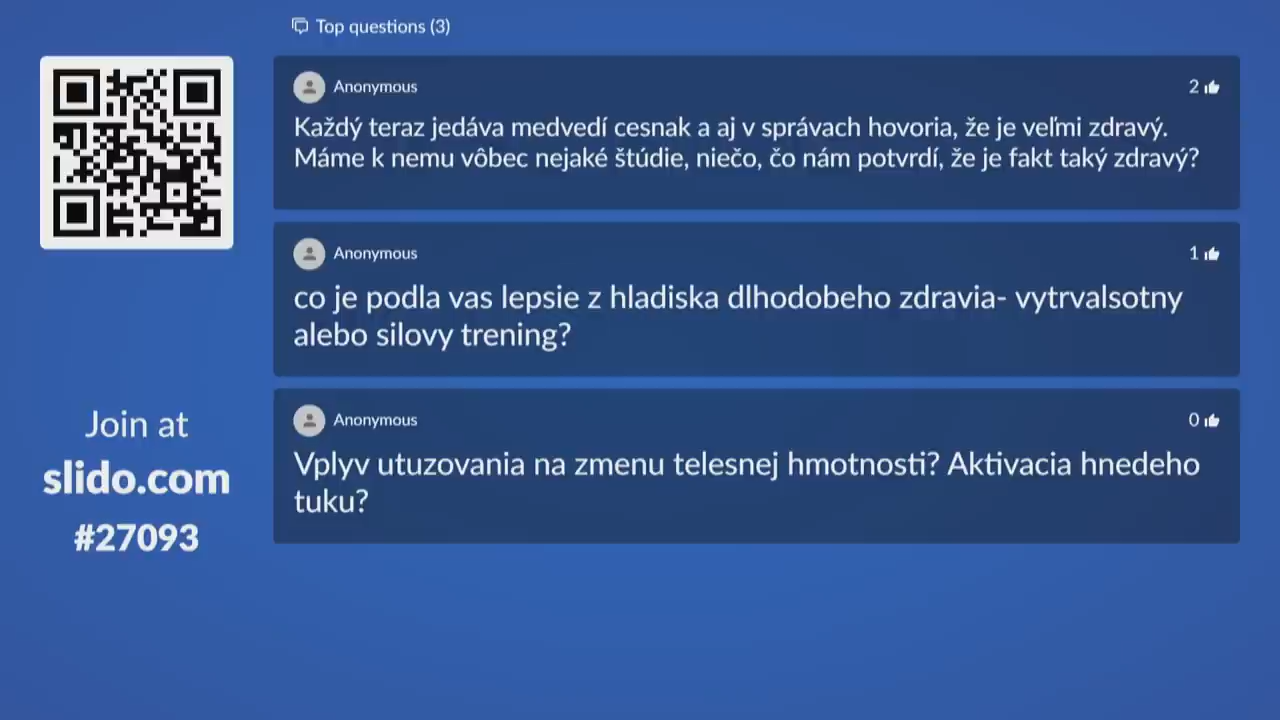 Top questions (3)
Anonymous
2
Každý teraz jedáva medvedí cesnak a aj v správach hovoria, že je veľmi zdravý.
Máme k nemu vôbec nejaké štúdie, niečo, čo nám potvrdí, že je fakt taký zdravý?
Anonymous
1
co je podla vas lepsie z hladiska dlhodobeho zdravia- vytrvalsotny
alebo silovy trening?
Anonymous
0
Vplyv utuzovania na zmenu telesnej hmotnosti? Aktivacia hnedeho
tuku?
Join at
slido.com
#27093